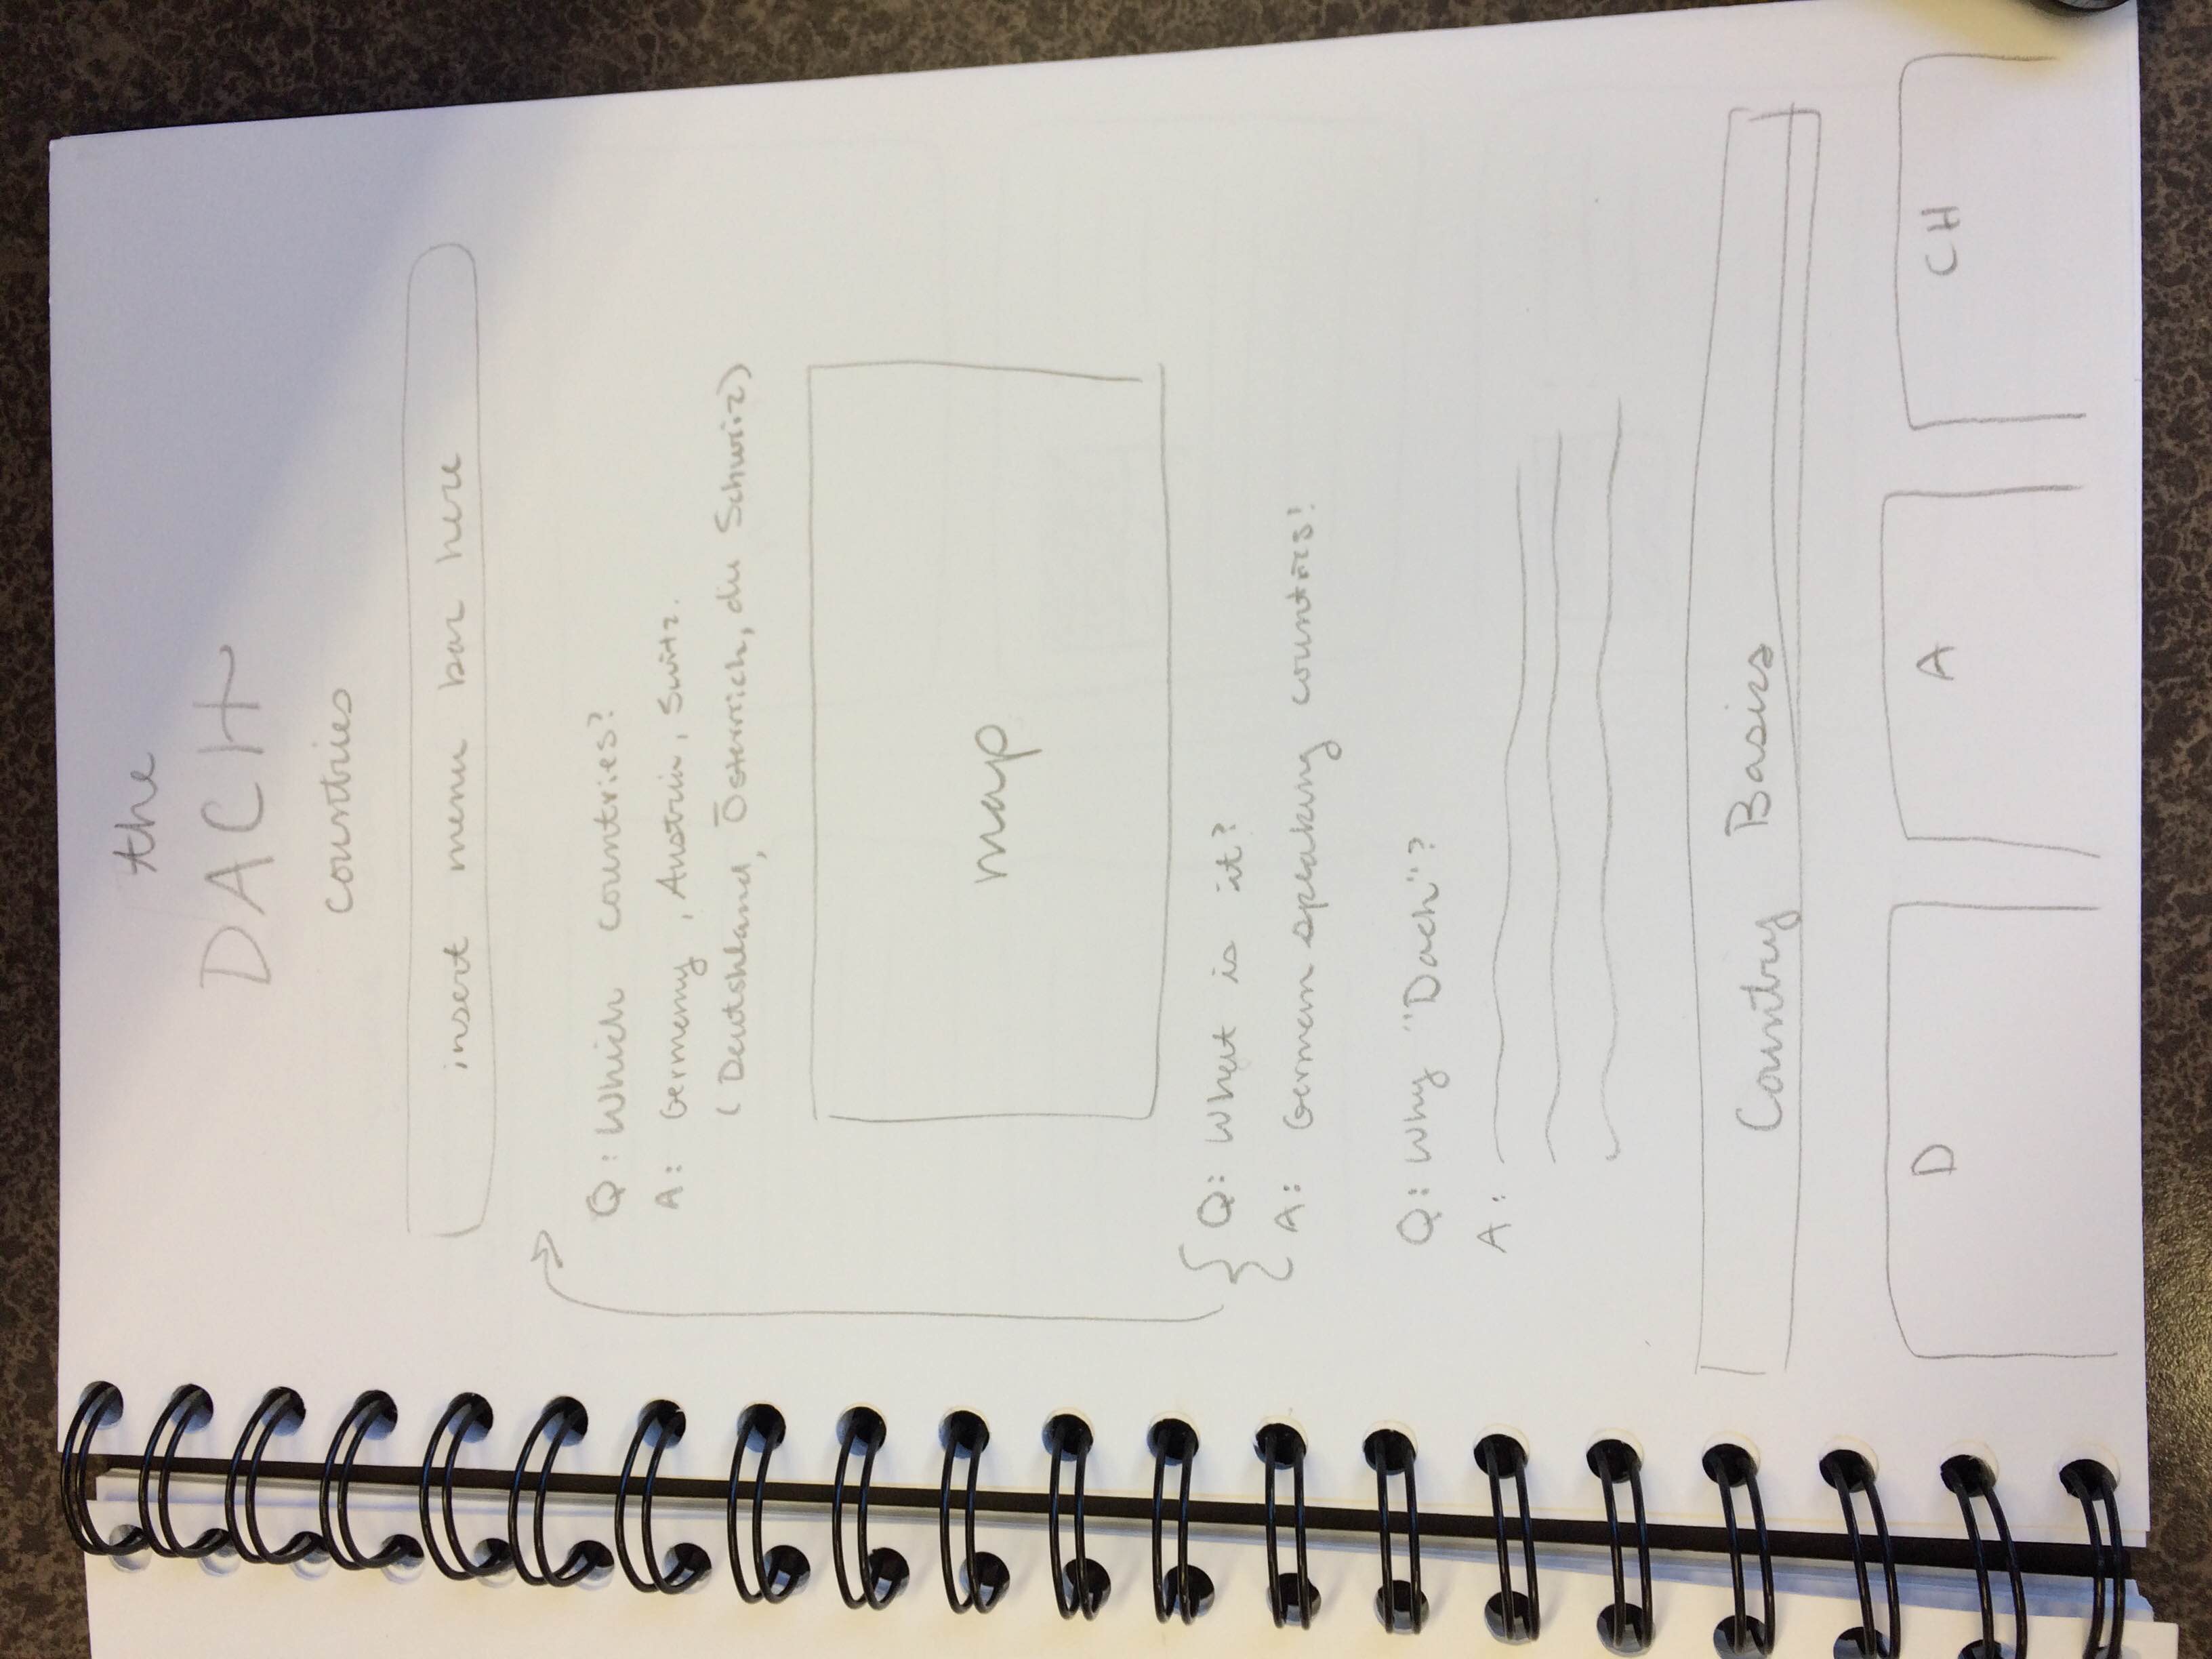 the
DACH
countries
insert menu bar here
Q: Which countries?
A: Germany, Austria, Switz.
(Deutshland, Österrich, die Schweiz)
map
Q: What is it?
A: German speaking countries!
Q: Why "Dach"?
A:
Country Basics
D A CH